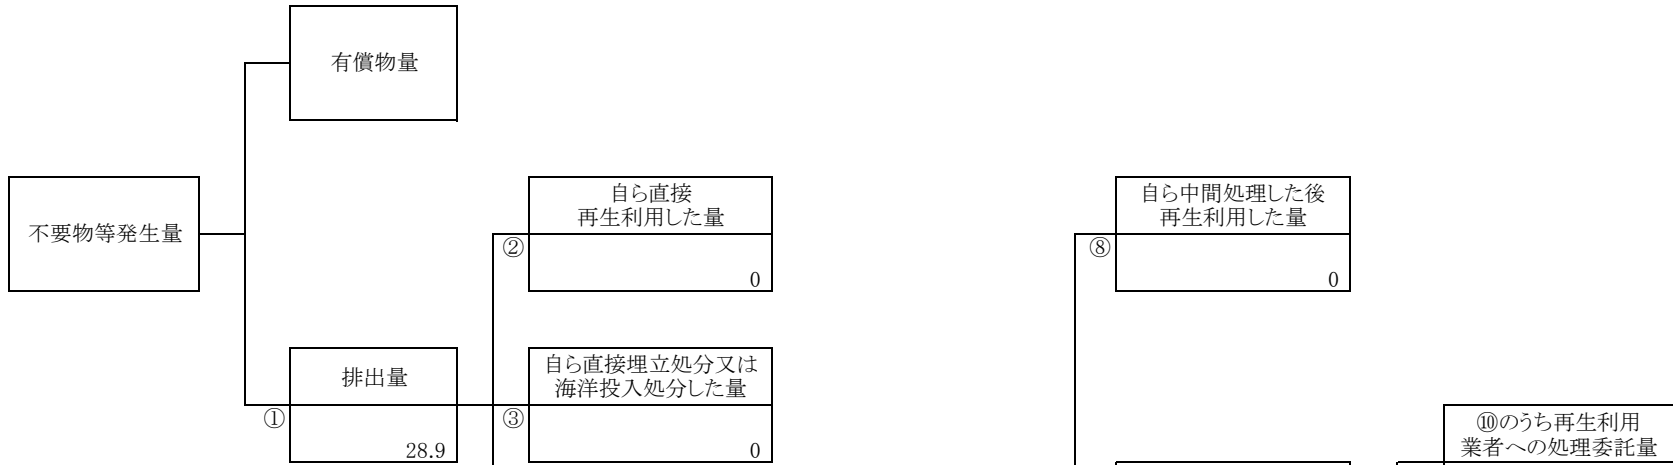 有償物量
不要物等発生量
自ら直接
再生利用した量
②
0
自ら中間処理した後
再生利用した量
⑧
0
排出量
①
28.9
自ら直接埋立処分又は
海洋投入処分した量
③
0
⑩のうち再生利用
業者への処理委託量